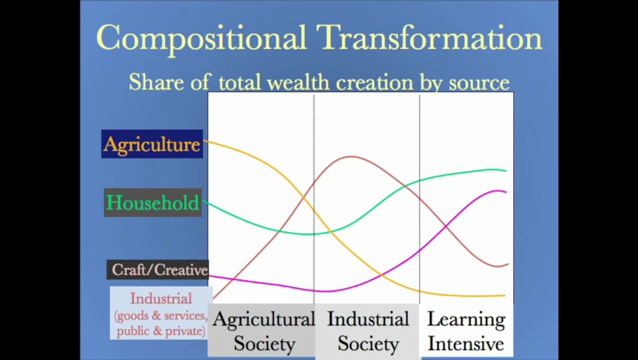 Compositional Transformation
Share of total wealth creation by source
Agriculture
Household
Craft/Creative
Industrial
(goods & services,
public & private)
Agricultural
Society
Industrial
Society
Learning
Intensive